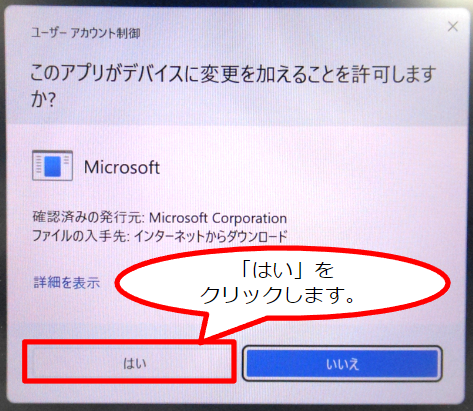 ユーザー アカウント制御
このアプリがデバイスに変更を加えることを許可します
か?
Microsoft
確認済みの発行元: Microsoft Corporation
ファイルの入手先: インターネットからダウンロード
詳細を表示
「はい」を
クリックします。
はい
いいえ